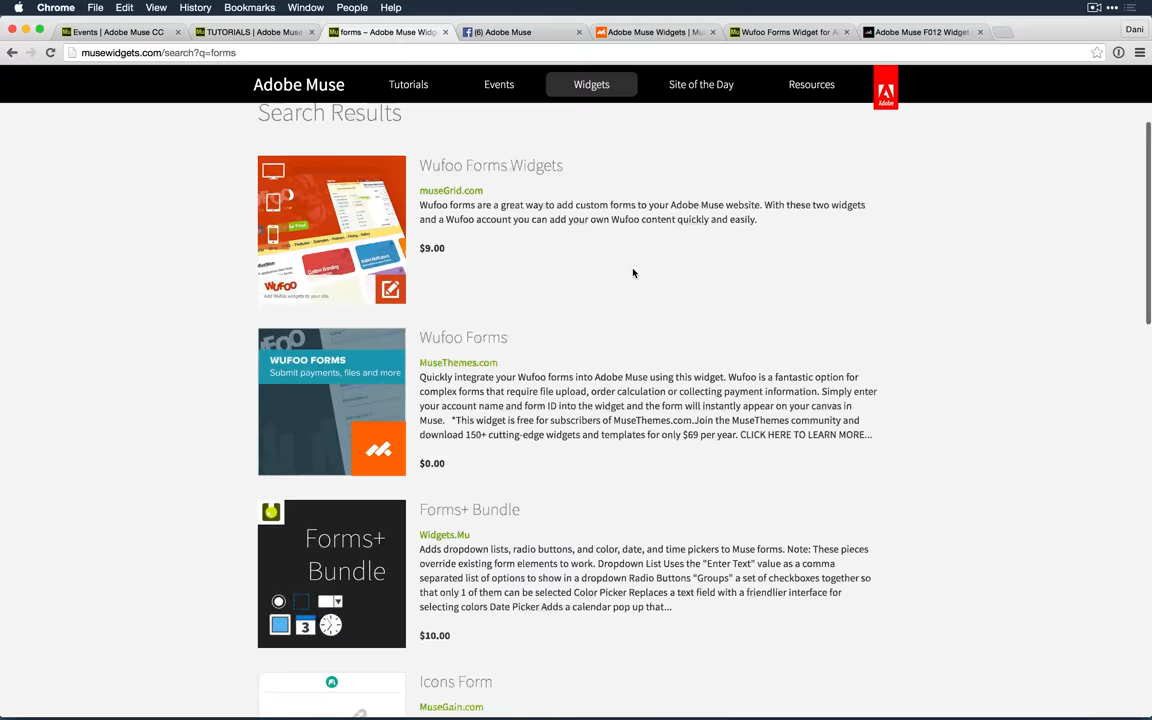 Chrome File Edit View History Bookmarks Window People Help
Events | Adobe Muse CC
TUTORIALS | Adobe Muse
forms – Adobe Muse Widg
(6) Adobe Muse
Adobe Muse Widgets | Mu
Wufoo Forms Widget for A
Adobe Muse F012 Widget
Dani
musewidgets.com/search?q=forms
Adobe Muse Tutorials Events Widgets Site of the Day Resources
Adobe
Search Results
Wufoo Forms Widgets
museGrid.com
Wufoo forms are a great way to add custom forms to your Adobe Muse website. With these two widgets
and a Wufoo account you can add your own Wufoo content quickly and easily.
$9.00
Custom Branding
WUFOO
Add Wufoo widgets to your site.
Wufoo Forms
MuseThemes.com
Quickly integrate your Wufoo forms into Adobe Muse using this widget. Wufoo is a fantastic option for
complex forms that require file upload, order calculation or collecting payment information. Simply enter
your account name and form ID into the widget and the form will instantly appear on your canvas in
Muse. *This widget is free for subscribers of MuseThemes.com.Join the MuseThemes community and
download 150+ cutting-edge widgets and templates for only $69 per year. CLICK HERE TO LEARN MORE...
$0.00
WUFOO FORMS
Submit payments, files and more
Forms+ Bundle
Widgets.Mu
Adds dropdown lists, radio buttons, and color, date, and time pickers to Muse forms. Note: These pieces
override existing form elements to work. Dropdown List Uses the "Enter Text" value as a comma
separated list of options to show in a dropdown Radio Buttons "Groups" a set of checkboxes together so
that only 1 of them can be selected Color Picker Replaces a text field with a friendlier interface for
selecting colors Date Picker Adds a calendar pop up that...
$10.00
Forms+
Bundle
3
Icons Form
MuseGain.com